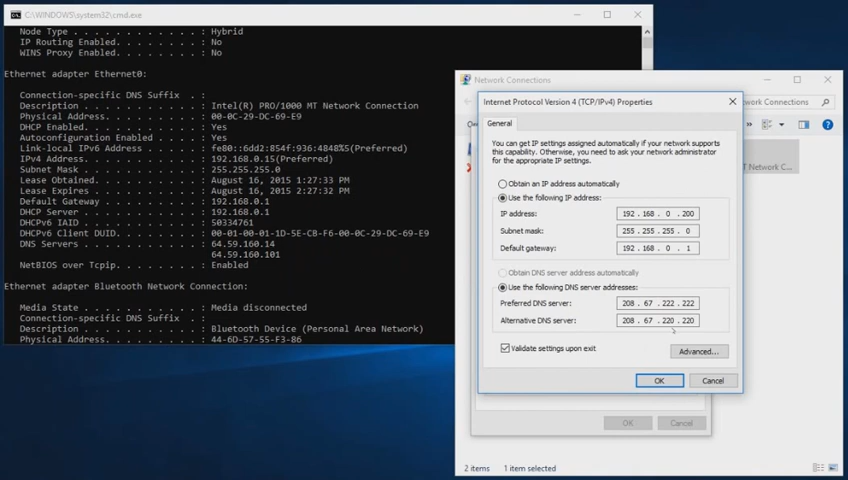 C:\WINDOWS\system32\cmd.exe
Node Type . . . . . . . . . . . . : Hybrid
IP Routing Enabled. . . . . . . . : No
WINS Proxy Enabled. . . . . . . . : No
Ethernet adapter Ethernet0:
Connection-specific DNS Suffix . :
Description . . . . . . . . . . . : Intel(R) PRO/1000 MT Network Connection
Physical Address. . . . . . . . . : 00-0C-29-DC-69-E9
DHCP Enabled. . . . . . . . . . . : Yes
Autoconfiguration Enabled . . . . : Yes
Link-local IPv6 Address . . . . . : fe80::6dd2:854f:936:4848%5(Preferred)
IPv4 Address. . . . . . . . . . . : 192.168.0.15(Preferred)
Subnet Mask . . . . . . . . . . . : 255.255.255.0
Lease Obtained. . . . . . . . . . : August 16, 2015 1:27:33 PM
Lease Expires . . . . . . . . . . : August 16, 2015 2:27:32 PM
Default Gateway . . . . . . . . . : 192.168.0.1
DHCP Server . . . . . . . . . . . : 192.168.0.1
DHCPv6 IAID . . . . . . . . . . . : 50334761
DHCPv6 Client DUID. . . . . . . . : 00-01-00-01-1D-5E-CB-F6-00-0C-29-DC-69-E9
DNS Servers . . . . . . . . . . . : 64.59.160.14
64.59.160.101
NetBIOS over Tcpip. . . . . . . . : Enabled
Ethernet adapter Bluetooth Network Connection:
Media State . . . . . . . . . . . : Media disconnected
Connection-specific DNS Suffix . :
Description . . . . . . . . . . . : Bluetooth Device (Personal Area Network)
Physical Address. . . . . . . . . : 44-6D-57-55-F3-86
Network Connections
work Connections
T Network C...
Internet Protocol Version 4 (TCP/IPv4) Properties
General
You can get IP settings assigned automatically if your network supports
this capability. Otherwise, you need to ask your network administrator
for the appropriate IP settings.
Obtain an IP address automatically
Use the following IP address:
IP address: 192 . 168 . 0 . 200
Subnet mask: 255 . 255 . 255 . 0
Default gateway: 192 . 168 . 0 . 1
Obtain DNS server address automatically
Use the following DNS server addresses:
Preferred DNS server: 208 . 67 . 222 . 222
Alternative DNS server: 208 . 67 . 220 . 220
Validate settings upon exit
Advanced...
OK Cancel
OK Cancel
2 items 1 item selected